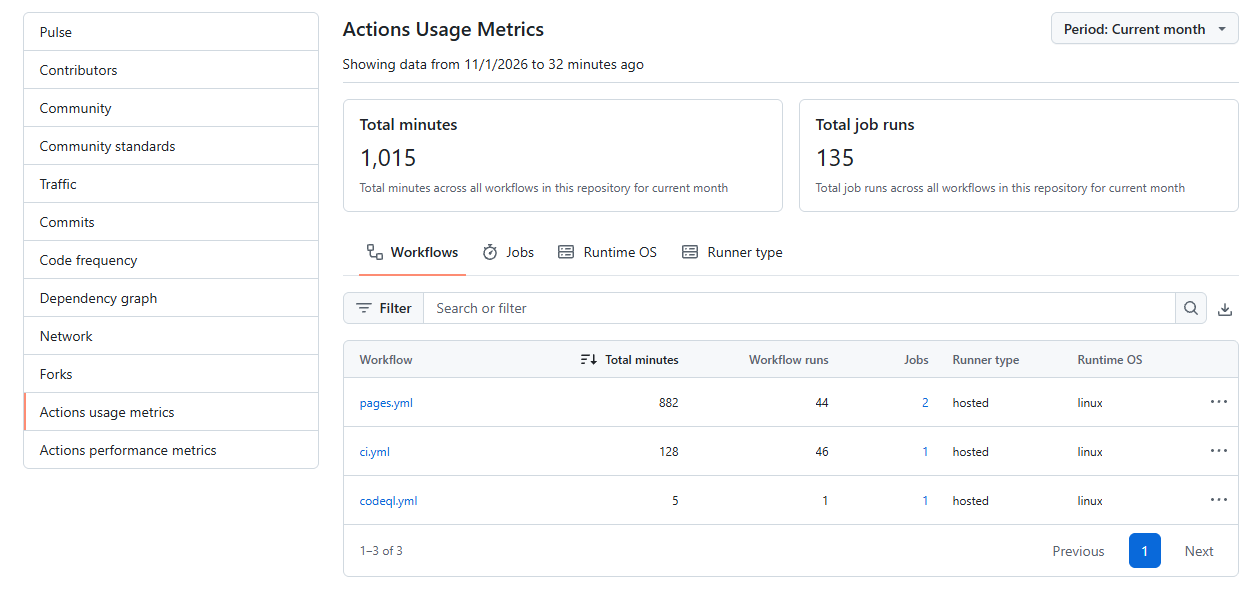 Pulse
Contributors
Community
Community standards
Traffic
Commits
Code frequency
Dependency graph
Network
Forks
Actions usage metrics
Actions performance metrics
Actions Usage Metrics
Period: Current month
Showing data from 11/1/2026 to 32 minutes ago
Total minutes
1,015
Total minutes across all workflows in this repository for current month
Total job runs
135
Total job runs across all workflows in this repository for current month
Workflows Jobs Runtime OS Runner type
Filter Search or filter
Workflow Total minutes Workflow runs Jobs Runner type Runtime OS
pages.yml 882 44 2 hosted linux
ci.yml 128 46 1 hosted linux
codeql.yml 5 1 1 hosted linux
1–3 of 3 Previous 1 Next